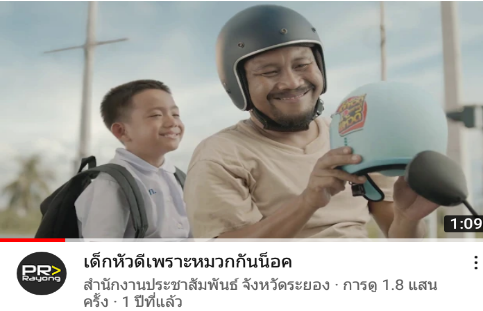 1:09
PR>
Rayong
เด็กหัวดีเพราะหมวกกันน็อค
สำนักงานประชาสัมพันธ์ จังหวัดระยอง · การดู 1.8 แสน
ครั้ง · 1 ปีที่แล้ว